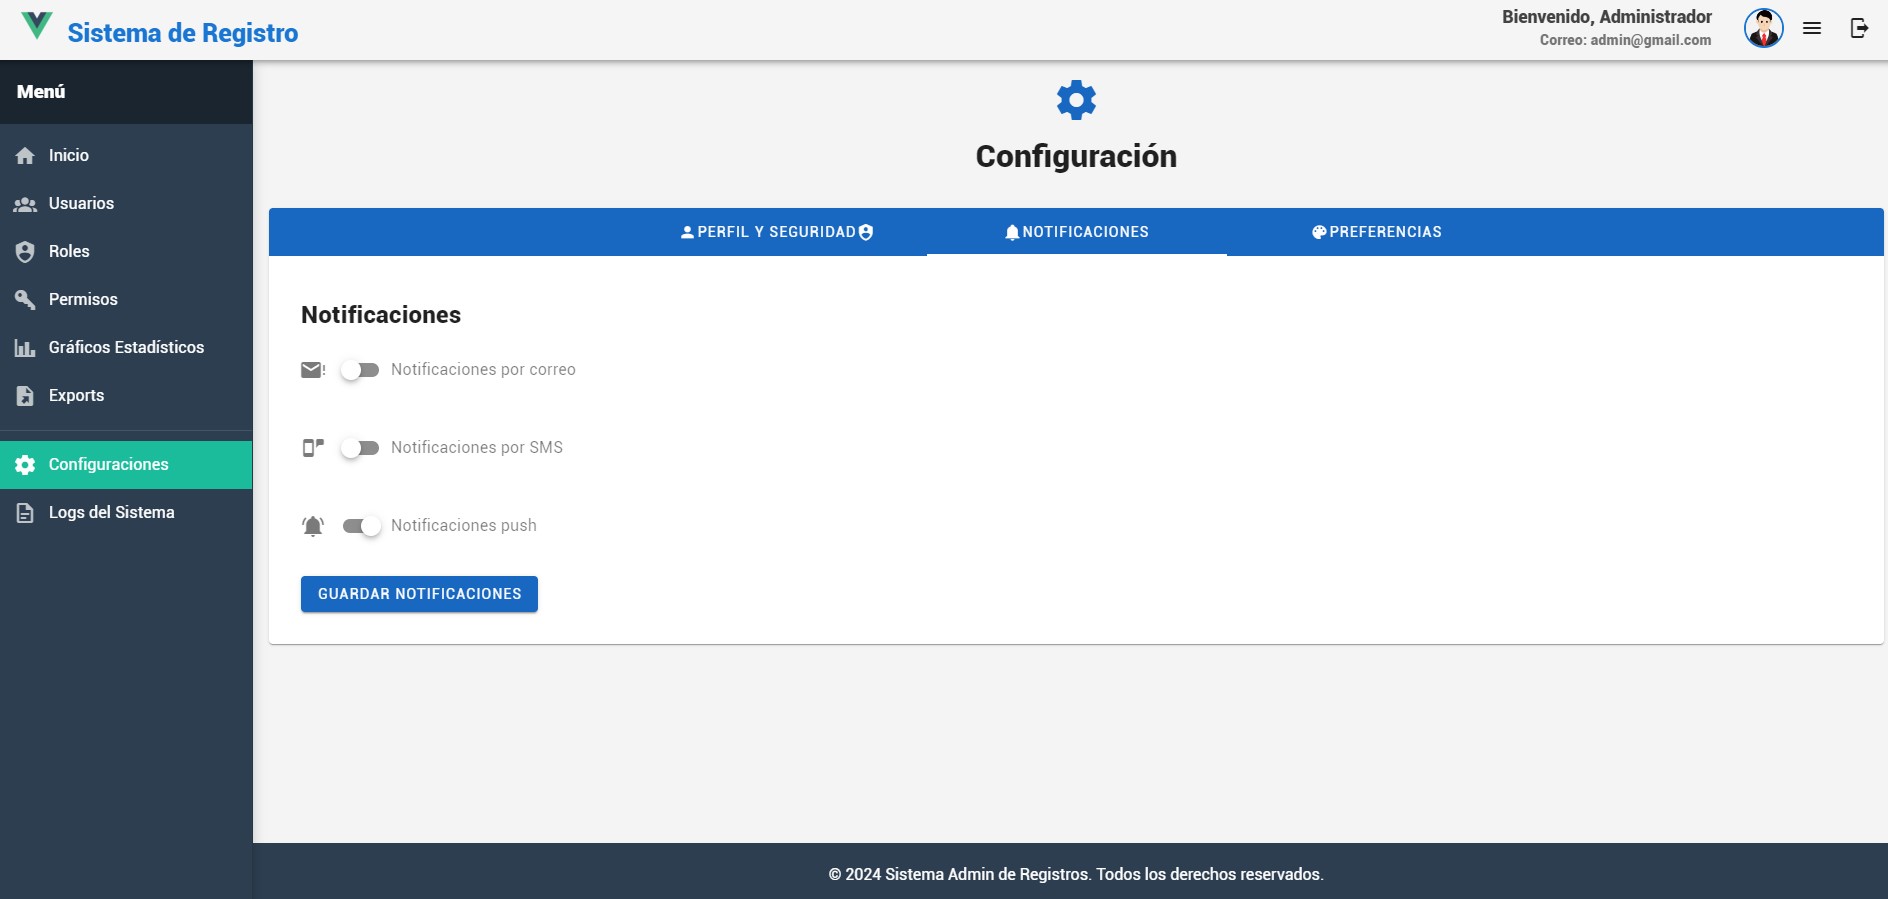 Sistema de Registro
Bienvenido, Administrador
Correo: admin@gmail.com
Menú
Inicio
Usuarios
Roles
Permisos
Gráficos Estadísticos
Exports
Configuraciones
Logs del Sistema
Configuración
PERFIL Y SEGURIDAD
NOTIFICACIONES
PREFERENCIAS
Notificaciones
Notificaciones por correo
Notificaciones por SMS
Notificaciones push
GUARDAR NOTIFICACIONES
© 2024 Sistema Admin de Registros. Todos los derechos reservados.